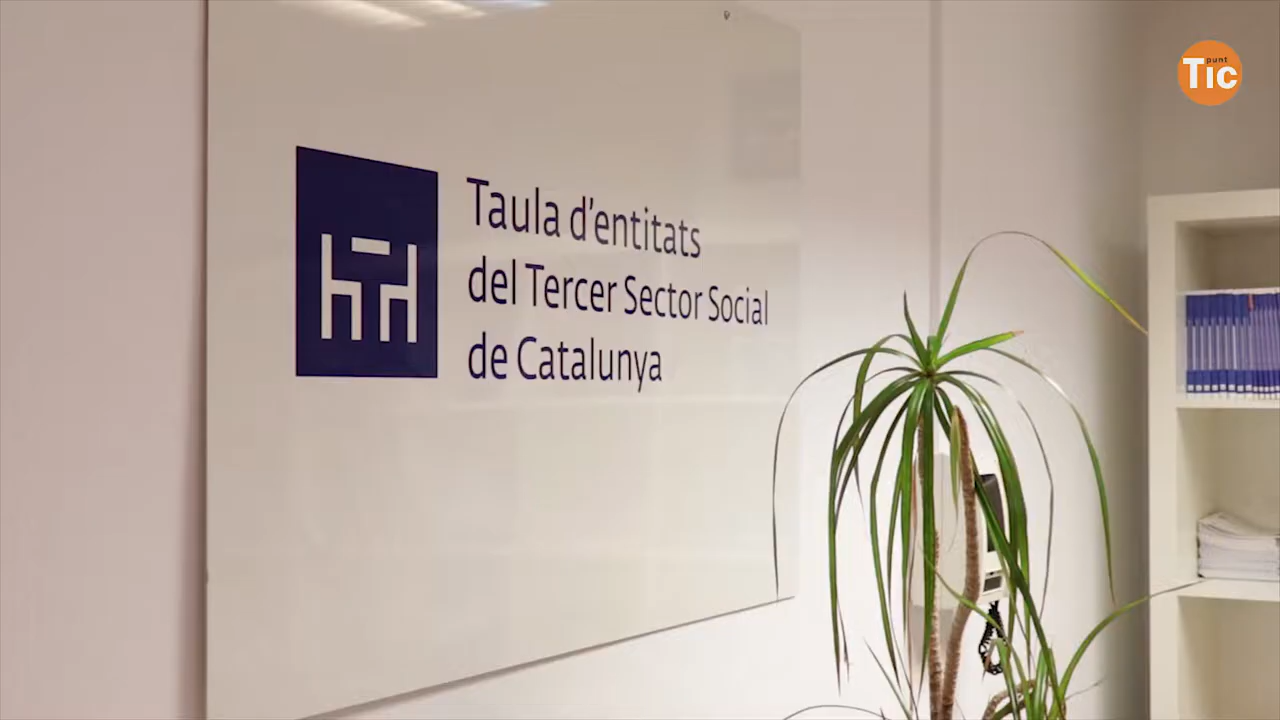 Taula d'entitats
del Tercer Sector Social
de Catalunya
punt
Tic